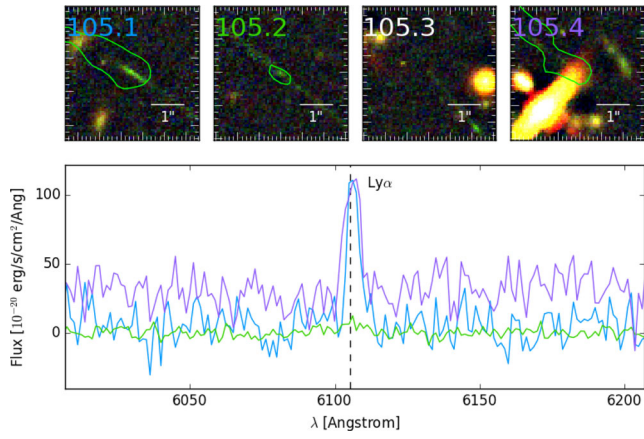 105.1 105.2 105.3 105.4
1" 1" 1" 1"
Lyα
100
50
0
Flux [10⁻²⁰ erg/s/cm²/Ang]
6050 6100 6150 6200
λ [Angstrom]